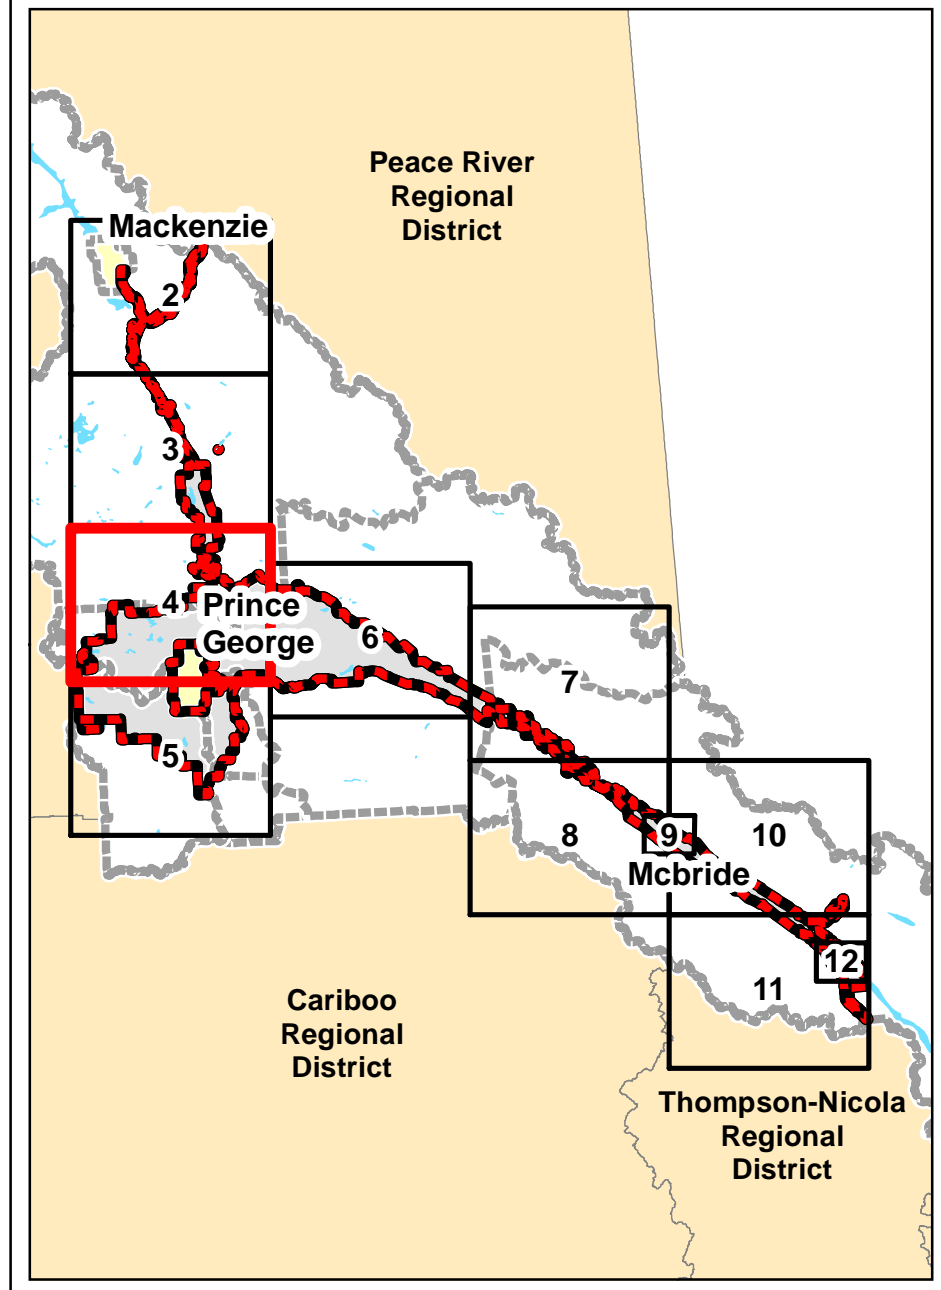 Peace River
Regional
District
Mackenzie
2
3
4
Prince
George
6
7
5
8
9
10
Mcbride
12
11
Cariboo
Regional
District
Thompson-Nicola
Regional
District